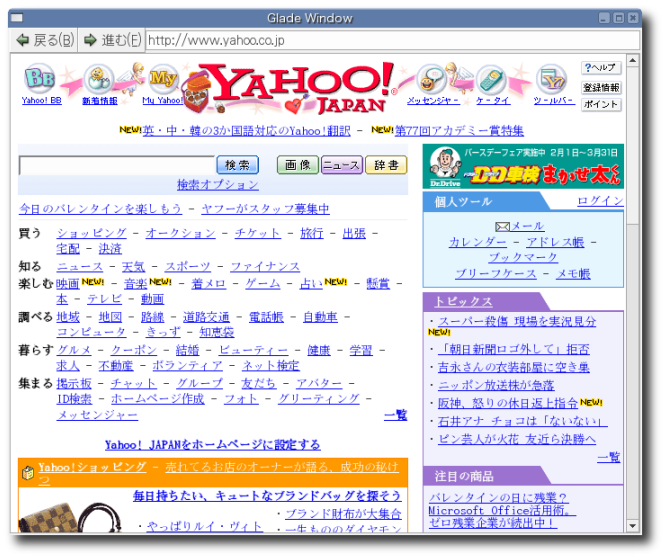 Glade Window
戻る(B) 進む(F) http://www.yahoo.co.jp
Yahoo! BB 新着情報 My Yahoo! YAHOO! JAPAN メッセンジャー ケータイ ツールバー
?ヘルプ
登録情報
ポイント
NEW!英・中・韓の3か国語対応のYahoo!翻訳 - NEW!第77回アカデミー賞特集
検索 画像 ニュース 辞書
検索オプション
今日のバレンタインを楽しもう - ヤフーがスタッフ募集中
買う ショッピング - オークション - チケット - 旅行 - 出張 -
宅配 - 決済
知る ニュース - 天気 - スポーツ - ファイナンス
楽しむ 映画NEW! - 音楽NEW! - 着メロ - ゲーム - 占いNEW! - 懸賞 -
本 - テレビ - 動画
調べる 地域 - 地図 - 路線 - 道路交通 - 電話帳 - 自動車 -
コンピュータ - きっず - 知恵袋
暮らす グルメ - クーポン - 結婚 - ビューティー - 健康 - 学習 -
求人 - 不動産 - ボランティア - ネット検定
集まる 掲示板 - チャット - グループ - 友だち - アバター -
ID検索 - ホームページ作成 - フォト - グリーティング
メッセンジャー 一覧
Yahoo! JAPANをホームページに設定する
Yahoo!ショッピング - 売れてるお店のオーナーが語る、成功の秘け
つ
毎日持ちたい、キュートなブランドバッグを探そう
・やっぱりルイ・ヴィト
・ブランド財布が大集合
・一生もののダイヤモン
バースデーフェア実施中 2月1日～3月31日
Dr.Drive Dr.Dの車検 まかせ太くん
個人ツール ログイン
メール
カレンダー - アドレス帳 -
ブックマーク
ブリーフケース - メモ帳
トピックス
・スーパー殺傷 現場を実況見分
NEW!
・「朝日新聞ロゴ外して」拒否
・吉永さんの衣装部屋に空き巣
・ニッポン放送株が急落
・阪神、怒りの休日返上指令NEW!
・石井アナ チョコは「ないない」
・ピン芸人が火花 友近ら決勝へ
一覧
注目の商品
バレンタインの日に残業？
Microsoft Office活用術。
ゼロ残業企業が続出中！